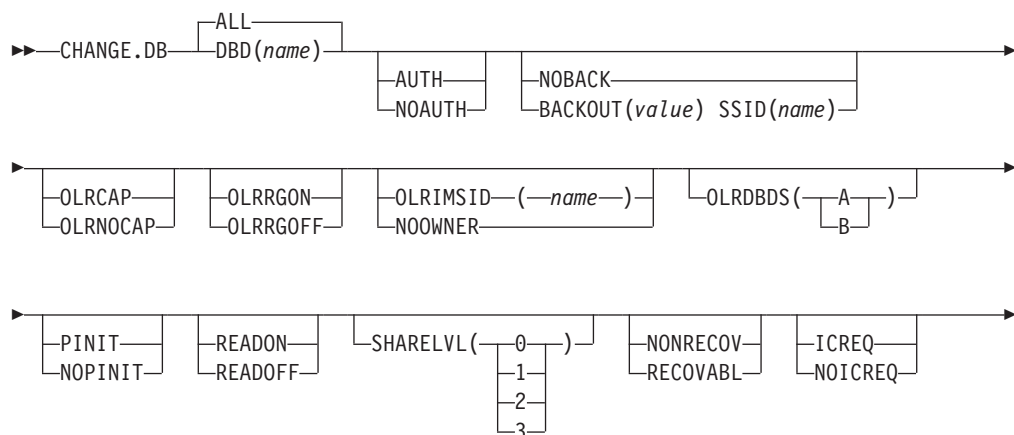 ALL
CHANGE.DB DBD(name)
AUTH NOBACK
NOAUTH BACKOUT(value) SSID(name)
OLRCAP OLRRGON OLRIMSID (name) OLRDBDS( A )
OLRNOCAP OLRRGOFF NOOWNER B
PINIT READON SHARELVL( 0 ) NONRECOV ICREQ
NOPINIT READOFF 1 RECOVABL NOICREQ
2
3